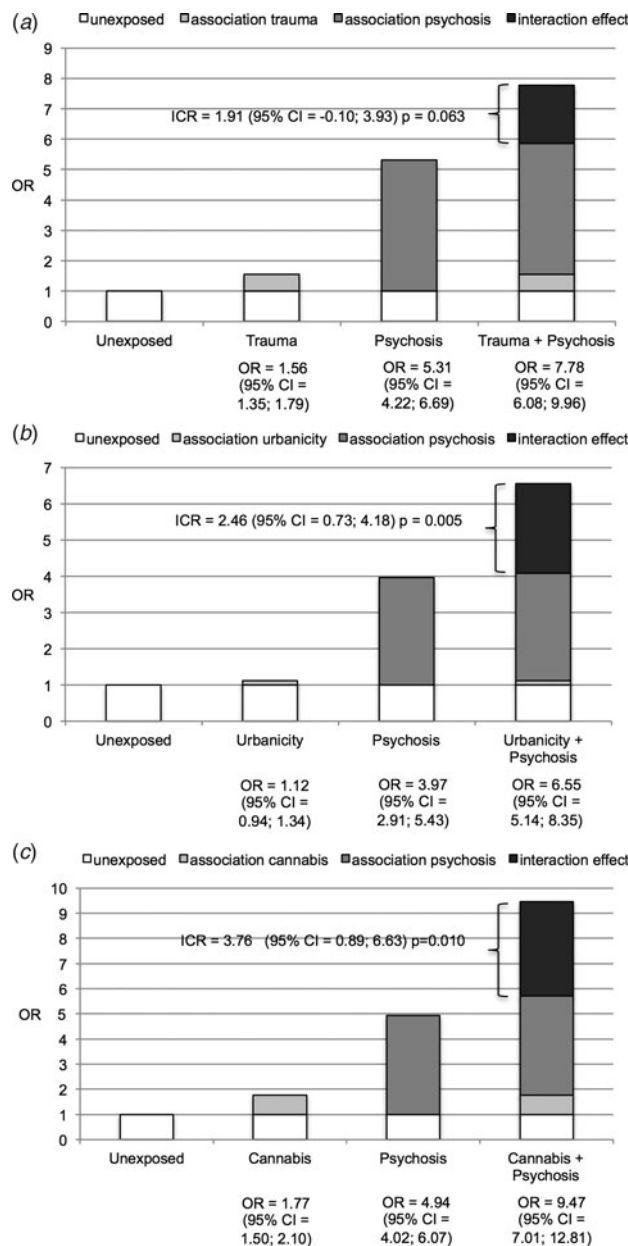 (a)
unexposed association trauma association psychosis interaction effect
9
8
7
6
5
4
3
2
1
0
OR
ICR = 1.91 (95% CI = -0.10; 3.93) p = 0.063
Unexposed Trauma Psychosis Trauma + Psychosis
OR = 1.56 OR = 5.31 OR = 7.78
(95% CI = (95% CI = (95% CI =
1.35; 1.79) 4.22; 6.69) 6.08; 9.96)
(b)
unexposed association urbanicity association psychosis interaction effect
7
6
5
4
3
2
1
0
OR
ICR = 2.46 (95% CI = 0.73; 4.18) p = 0.005
Unexposed Urbanicity Psychosis Urbanicity +
Psychosis
OR = 1.12 OR = 3.97 OR = 6.55
(95% CI = (95% CI = (95% CI =
0.94; 1.34) 2.91; 5.43) 5.14; 8.35)
(c)
unexposed association cannabis association psychosis interaction effect
10
9
8
7
6
5
4
3
2
1
0
OR
ICR = 3.76 (95% CI = 0.89; 6.63) p=0.010
Unexposed Cannabis Psychosis Cannabis +
Psychosis
OR = 1.77 OR = 4.94 OR = 9.47
(95% CI = (95% CI = (95% CI =
1.50; 2.10) 4.02; 6.07) 7.01; 12.81)